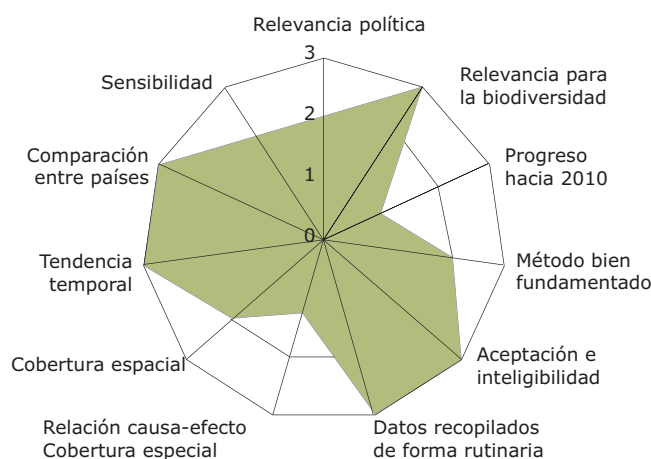 Relevancia política
3
Sensibilidad
Relevancia para
la biodiversidad
2
Comparación
entre países
Progreso
hacia 2010
1
0
Tendencia
temporal
Método bien
fundamentado
Cobertura espacial
Aceptación e
inteligibilidad
Relación causa-efecto
Cobertura especial
Datos recopilados
de forma rutinaria